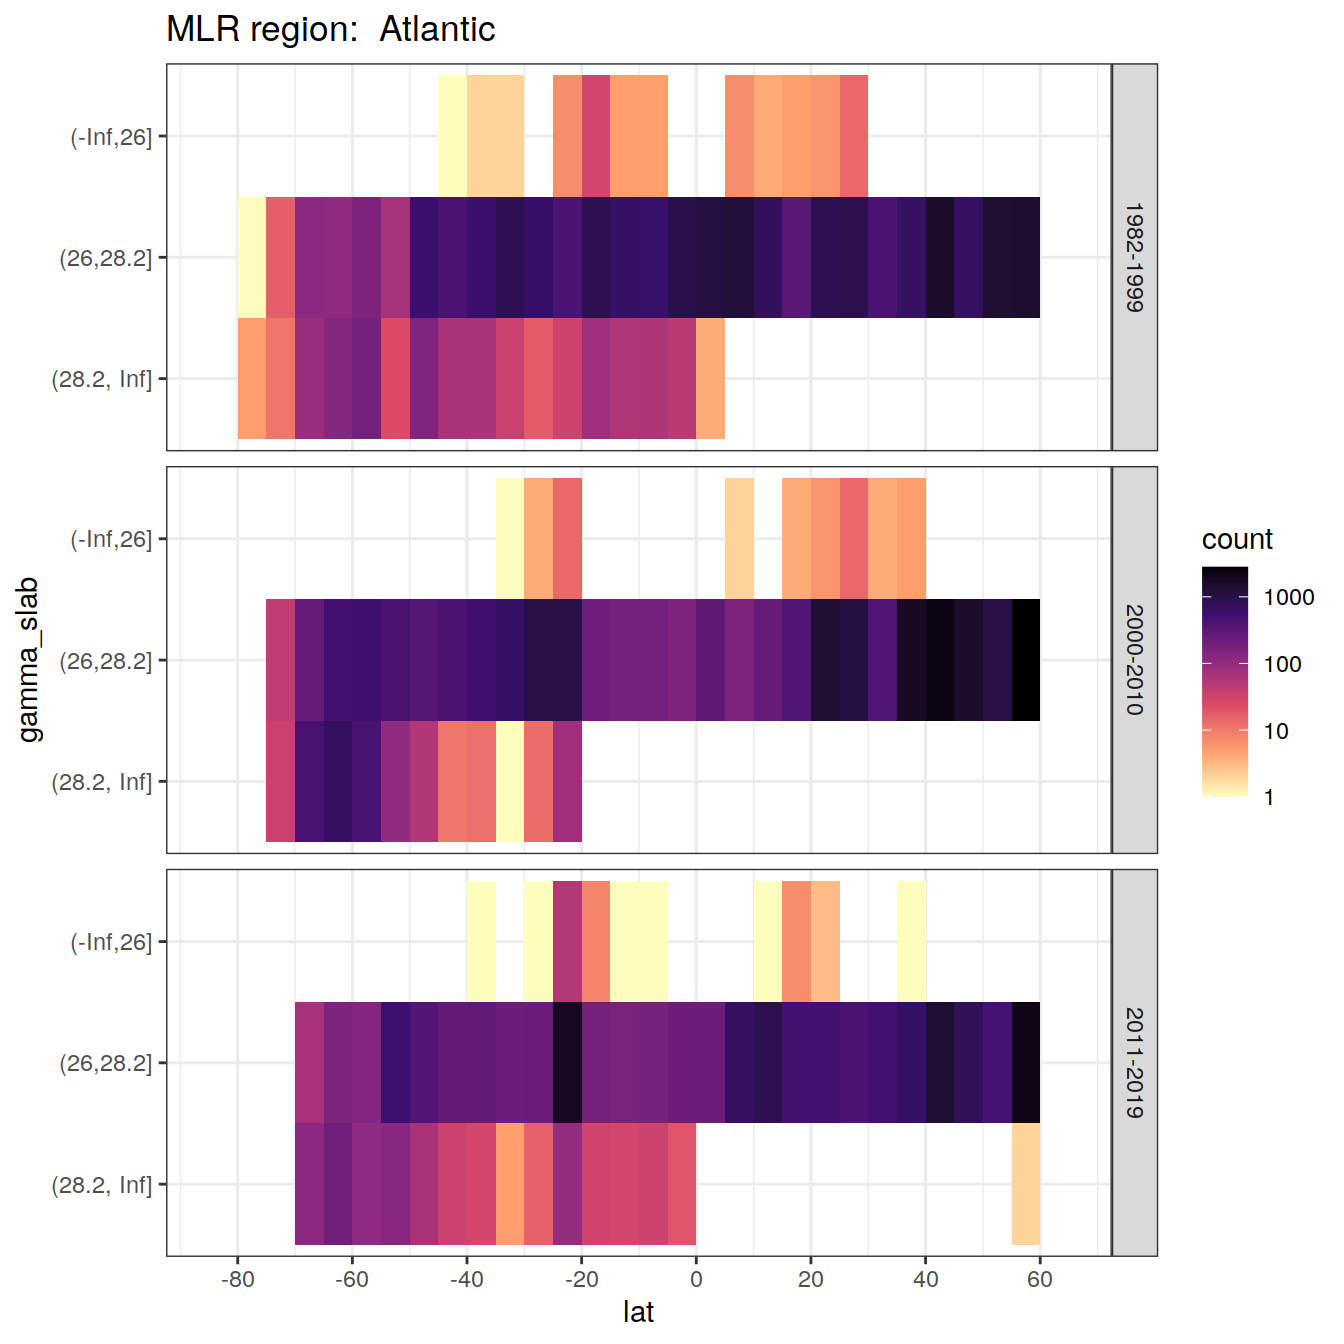 MLR region:  Atlantic
(-Inf,26]
(26,28.2]
(28.2, Inf]
1982-1999
(-Inf,26]
(26,28.2]
(28.2, Inf]
2000-2010
(-Inf,26]
(26,28.2]
(28.2, Inf]
2011-2019
gamma_slab
-80 -60 -40 -20 0 20 40 60
lat
count
1000
100
10
1